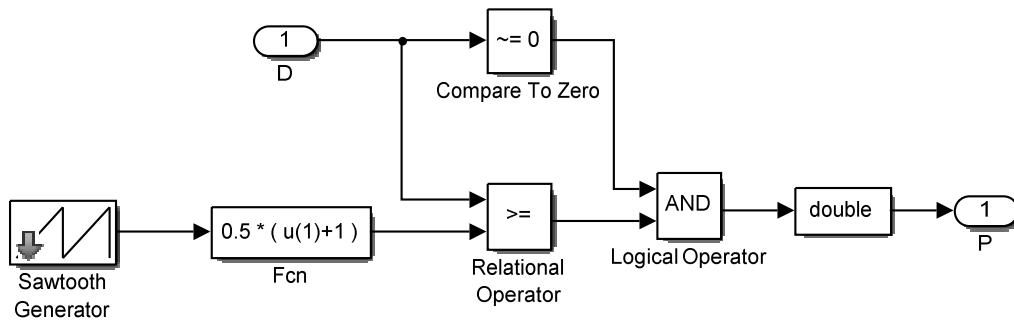 1
D
~= 0
Compare To Zero
Sawtooth
Generator
0.5 * ( u(1)+1 )
Fcn
>=
Relational
Operator
AND
Logical Operator
double
1
P